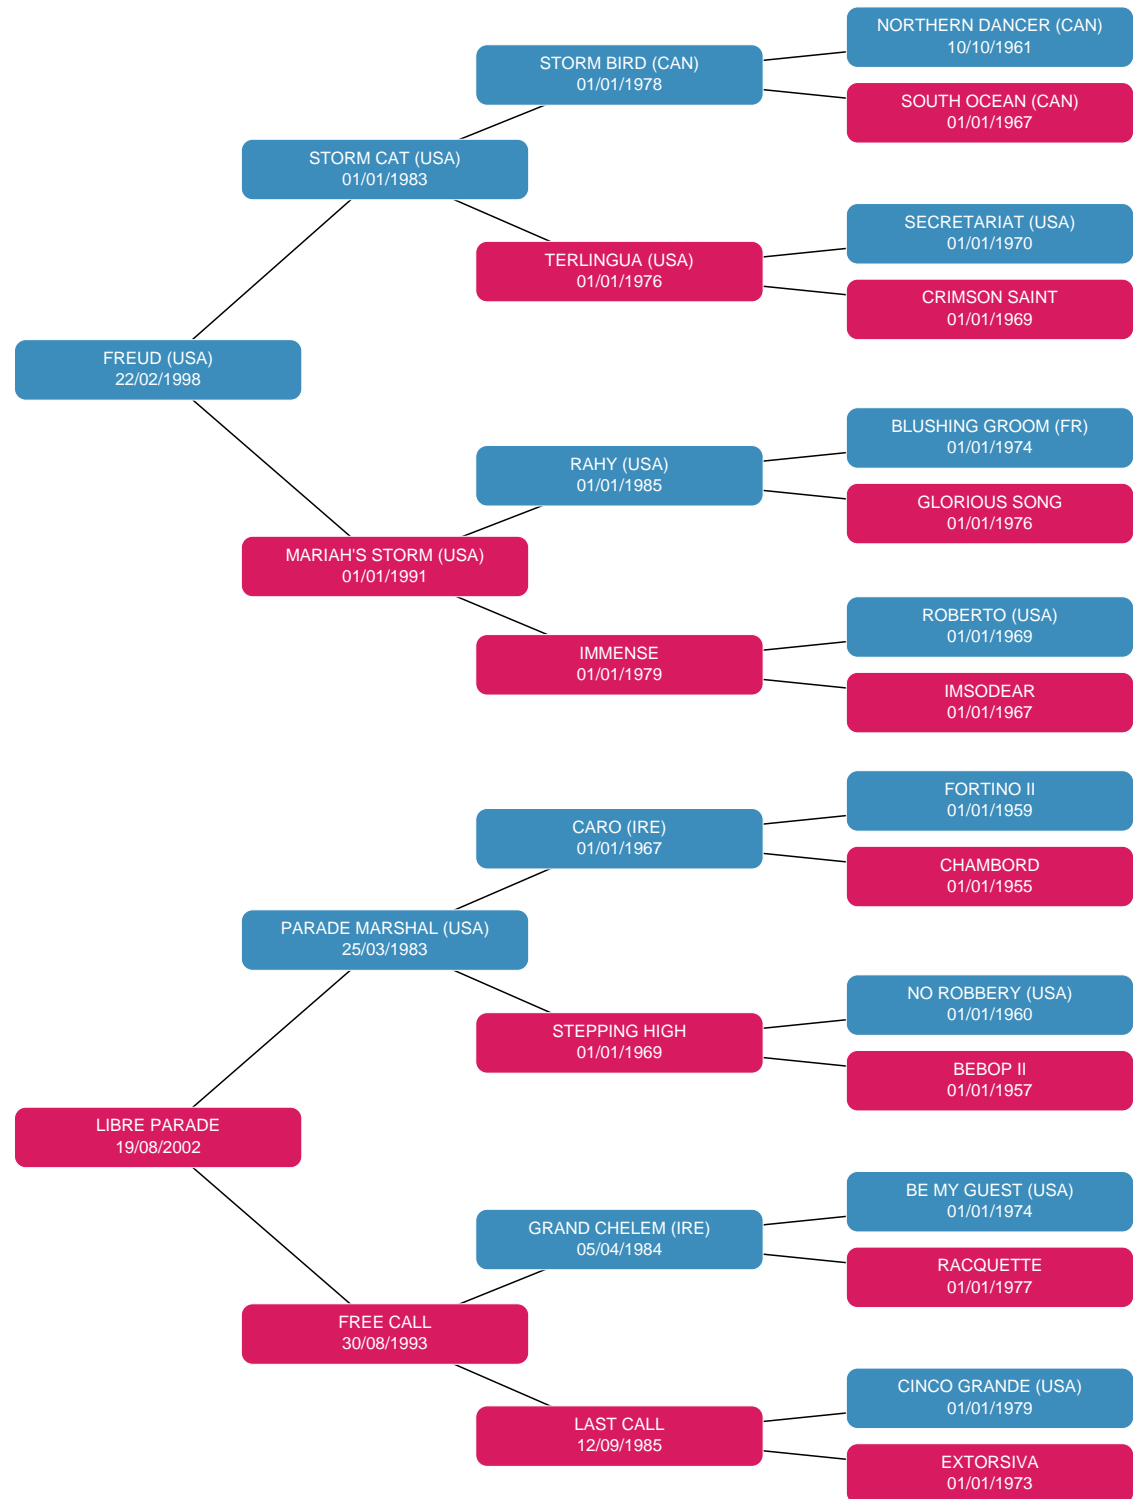 NORTHERN DANCER (CAN)
10/10/1961
STORM BIRD (CAN)
01/01/1978
SOUTH OCEAN (CAN)
01/01/1967
STORM CAT (USA)
01/01/1983
SECRETARIAT (USA)
01/01/1970
TERLINGUA (USA)
01/01/1976
CRIMSON SAINT
01/01/1969
FREUD (USA)
22/02/1998
BLUSHING GROOM (FR)
01/01/1974
RAHY (USA)
01/01/1985
GLORIOUS SONG
01/01/1976
MARIAH'S STORM (USA)
01/01/1991
ROBERTO (USA)
01/01/1969
IMMENSE
01/01/1979
IMSODEAR
01/01/1967
FORTINO II
01/01/1959
CARO (IRE)
01/01/1967
CHAMBORD
01/01/1955
PARADE MARSHAL (USA)
25/03/1983
NO ROBBERY (USA)
01/01/1960
STEPPING HIGH
01/01/1969
BEBOP II
01/01/1957
LIBRE PARADE
19/08/2002
BE MY GUEST (USA)
01/01/1974
GRAND CHELEM (IRE)
05/04/1984
RACQUETTE
01/01/1977
FREE CALL
30/08/1993
CINCO GRANDE (USA)
01/01/1979
LAST CALL
12/09/1985
EXTORSIVA
01/01/1973